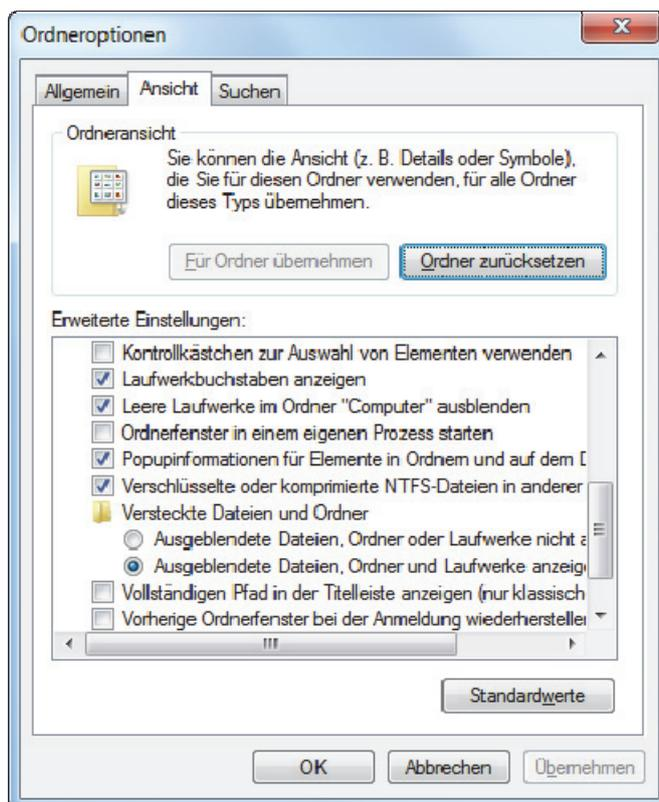 Ordneroptionen
Allgemein
Ansicht
Suchen
Ordneransicht
Sie können die Ansicht (z. B. Details oder Symbole),
die Sie für diesen Ordner verwenden, für alle Ordner
dieses Typs übernehmen.
Für Ordner übernehmen
Ordner zurücksetzen
Erweiterte Einstellungen:
Kontrollkästchen zur Auswahl von Elementen verwenden
Laufwerkbuchstaben anzeigen
Leere Laufwerke im Ordner "Computer" ausblenden
Ordnerfenster in einem eigenen Prozess starten
Popupinformationen für Elemente in Ordnern und auf dem D
Verschlüsselte oder komprimierte NTFS-Dateien in anderer
Versteckte Dateien und Ordner
Ausgeblendete Dateien, Ordner oder Laufwerke nicht a
Ausgeblendete Dateien, Ordner und Laufwerke anzeig
Vollständigen Pfad in der Titelleiste anzeigen (nur klassisch
Vorherige Ordnerfenster bei der Anmeldung wiederherstellen
Standardwerte
OK
Abbrechen
Übernehmen